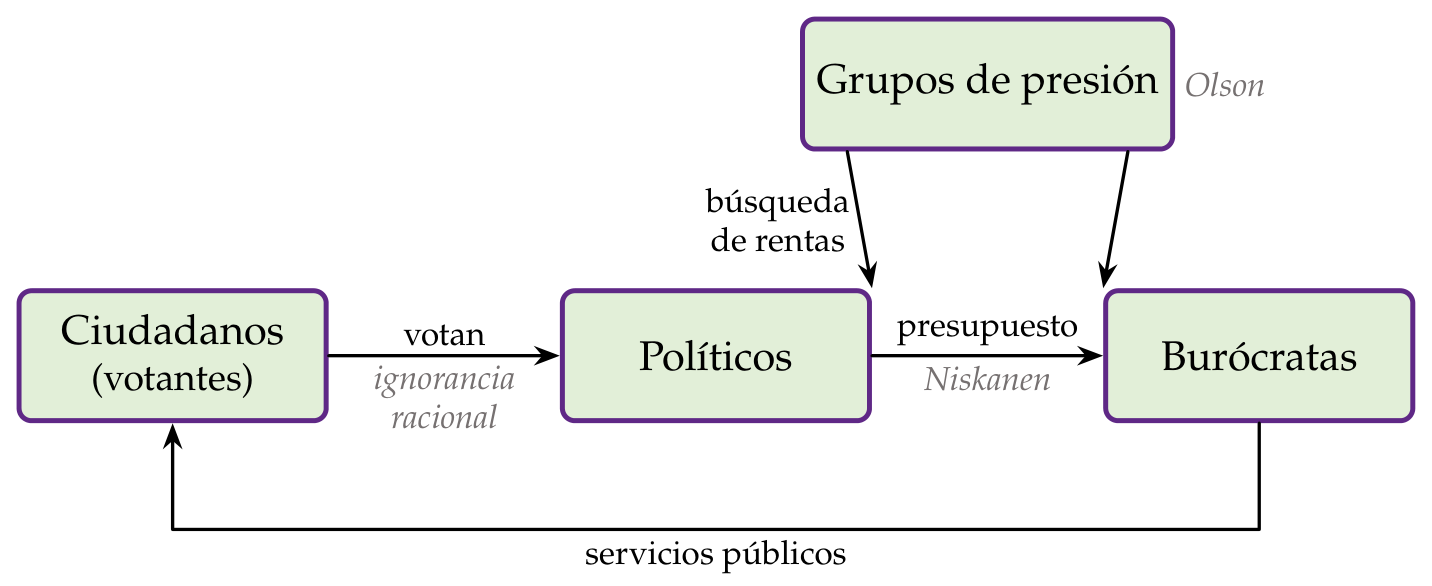 Grupos de presión
Olson
búsqueda
de rentas
Ciudadanos
(votantes)
votan
ignorancia
racional
Políticos
presupuesto
Niskanen
Burócratas
servicios públicos